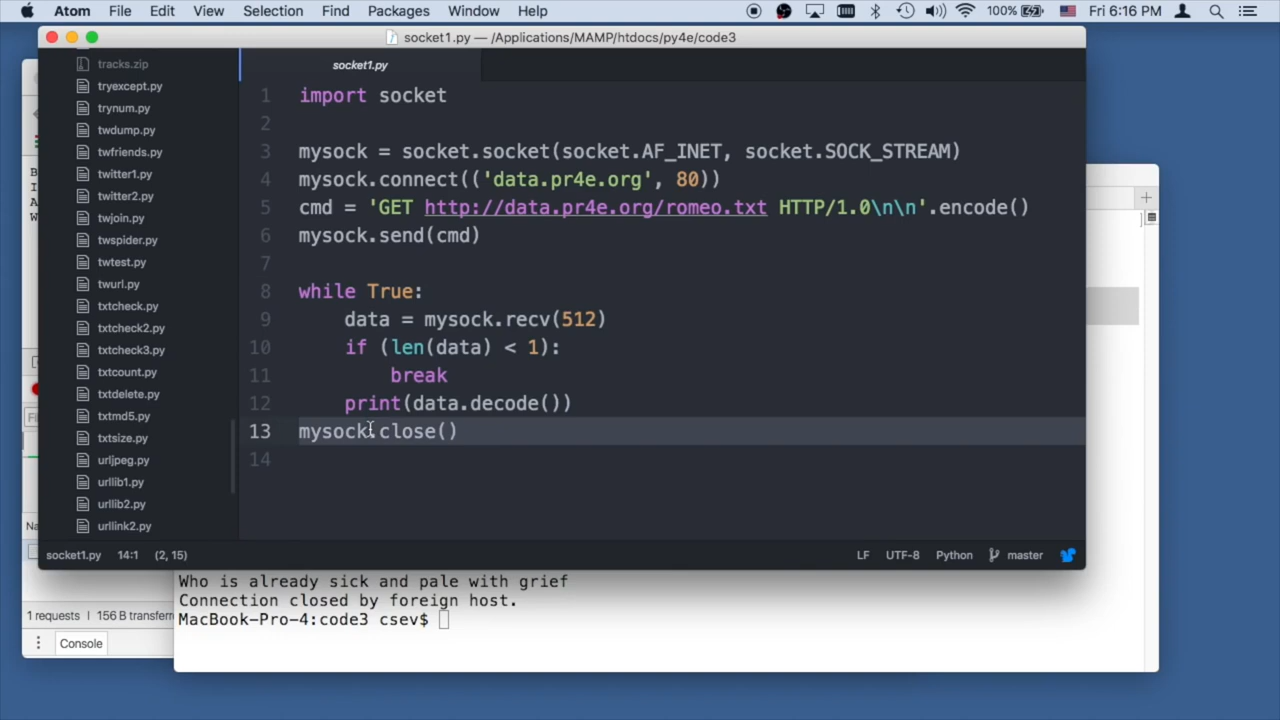 Atom File Edit View Selection Find Packages Window Help 100% Fri 6:16 PM
socket1.py — /Applications/MAMP/htdocs/py4e/code3
tracks.zip
tryexcept.py
trynum.py
twdump.py
twfriends.py
twitter1.py
twitter2.py
twjoin.py
twspider.py
twtest.py
twurl.py
txtcheck.py
txtcheck2.py
txtcheck3.py
txtcount.py
txtdelete.py
txtmd5.py
txtsize.py
urljpeg.py
urllib1.py
urllib2.py
urllink2.py
socket1.py
1 import socket
2
3 mysock = socket.socket(socket.AF_INET, socket.SOCK_STREAM)
4 mysock.connect(('data.pr4e.org', 80))
5 cmd = 'GET http://data.pr4e.org/romeo.txt HTTP/1.0\n\n'.encode()
6 mysock.send(cmd)
7
8 while True:
9     data = mysock.recv(512)
10     if (len(data) < 1):
11         break
12     print(data.decode())
13 mysock.close()
14
socket1.py 14:1 (2, 15) LF UTF-8 Python master
Who is already sick and pale with grief
Connection closed by foreign host.
MacBook-Pro-4:code3 csev$
1 requests | 156 B transferr
Console